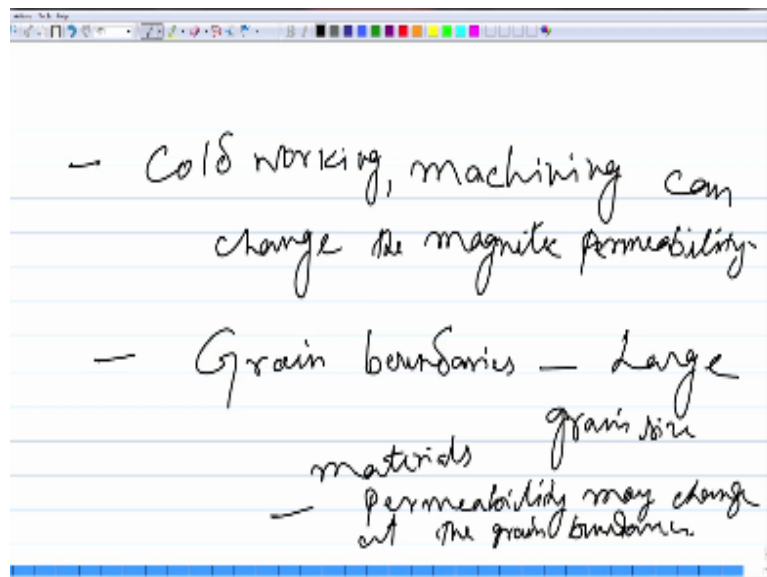 - Cold working, machining can
change the magnetic permeability.
- Grain boundaries - Large
grain size
materials
- Permeability may change
at the grain boundaries.